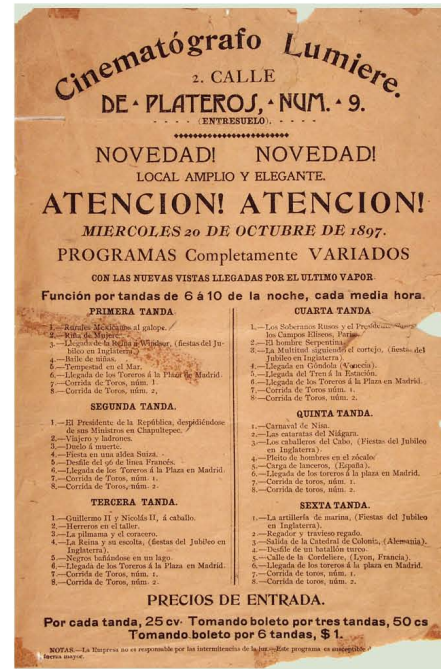 Cinematógrafo Lumiere.
2. CALLE
DE PLATEROS, NUM. 9.
(ENTRESUELO).
NOVEDAD! NOVEDAD!
LOCAL AMPLIO Y ELEGANTE.
ATENCION! ATENCION!
MIERCOLES 20 DE OCTUBRE DE 1897.
PROGRAMAS Completamente VARIADOS
CON LAS NUEVAS VISTAS LLEGADAS POR EL ULTIMO VAPOR
Función por tandas de 6 á 10 de la noche, cada media hora.
PRIMERA TANDA.
1.—Rurales Mexicanos al galope.
2.—Riña de Mujeres.
3.—Llegada de la Reina á Windsor, (fiestas del Ju-
bileo en Inglaterra).
4.—Baile de niñas.
5.—Tempestad en el Mar.
6.—Llegada de los Toreros á la Plaza de Madrid.
7.—Corrida de Toros, núm. 1.
8.—Corrida de Toros, núm. 2,
SEGUNDA TANDA.
1.—El Presidente de la República, despidiéndose
de sus Ministros en Chapultepec.
2.—Viajero y ladrones.
3.—Duelo á muerte.
4.—Fiesta en una aldea Suiza.
5.—Desfile del 96 de línea Francés.
6.—Llegada de los Toreros á la Plaza en Madrid.
7.—Corrida de Toros, núm. 1.
8.—Corrida de Toros, núm. 2.
TERCERA TANDA.
1.—Guillermo II y Nicolás II, á caballo.
2.—Herreros en el taller.
3.—La pilmama y el coracero.
4.—La Reina y su escolta, (fiestas del Jubileo en
Inglsterra).
5.—Negros bañándose en un lago.
6.—Llegada de los Toreros á la Plaza en Madrid.
7.—Corrida de Toros, núm. 1.
8.—Corrida de Toros, núm. 2.
CUARTA TANDA.
1.—Los Soberanos Rusos y el Presidente
los Campos Elíseos, Paris.
2.—El hombre Serpentina.
3.—La Multitud siguiendo el cortejo, (fiesta del
Jubileo en Inglaterra).
4.—Llegada en Góndola (Venecia).
5.—Llegada del Tren á la Estación.
6.—Llegada de los Toreros á la Plaza en Madrid.
7.—Corrida de Toros, núm. 1.
8.—Corrida de Toros, núm. 2.
QUINTA TANDA.
1.—Carnaval de Nisa.
2.—Las cataratas del Niágara.
3.—Los caballeros del Cabo, (Fiestas del Jubileo
en Inglaterra).
4.—Pleito de hombres en el zócalo.
5.—Carga de lanceros, (España).
6.—Llegada de los toreros á la plaza en Madrid.
7.—Corrida de toros, núm. 1.
8.—Corrida de toros, núm. 2.
SEXTA TANDA.
1.—La artillería de marina, (Fiestas del Jubileo
en Inglaterra).
2.—Regador y travieso regado.
3.—Salida de la Catedral de Colonia, (Alemania).
4.—Desfile de un batallón turco.
5.—Calle de la Cordeliere, (Lyon, Francia).
6.—Llegada de los toreros á la plaza en Madrid.
7.—Corrida de toros, núm. 1.
8.—Corrida de toros, núm. 2.
PRECIOS DE ENTRADA.
Por cada tanda, 25 cv. Tomando boleto por tres tandas, 50 cs
Tomando boleto por 6 tandas, $ 1.
NOTAS.—La Empresa no es responsable por las intermitencias de la luz.—Este programa es susceptible
fuerza mayor.